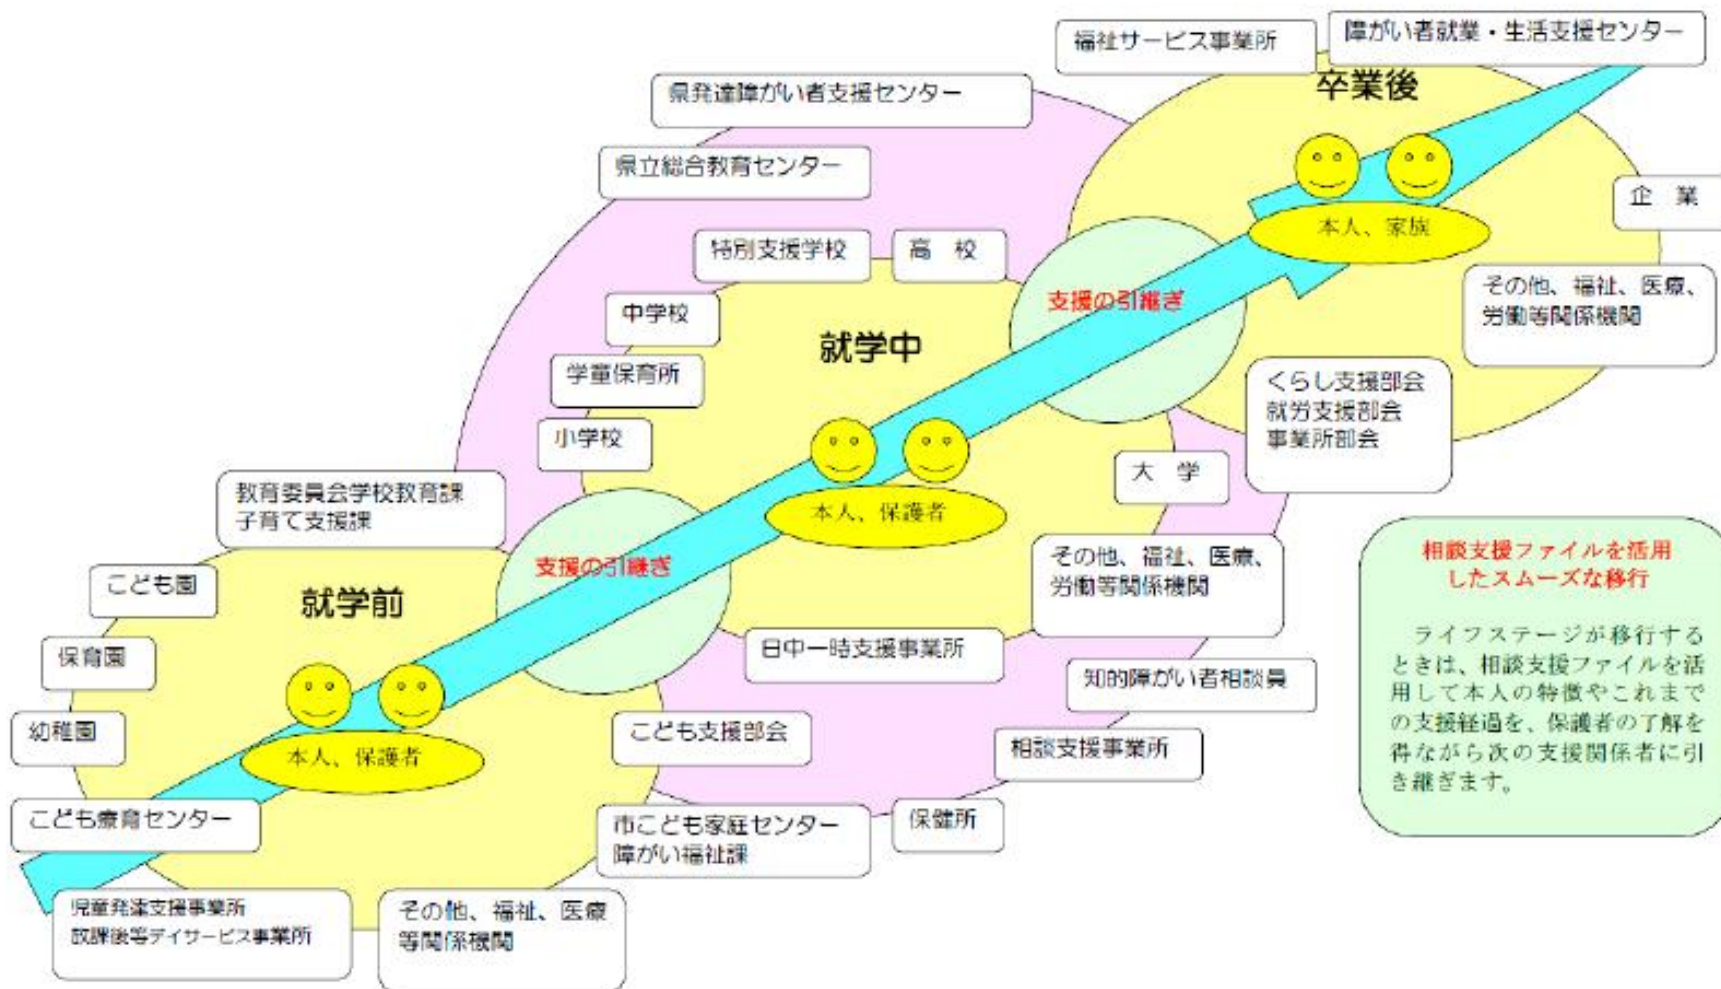 福祉サービス事業所
障がい者就業・生活支援センター
卒業後
県発達障がい者支援センター
県立総合教育センター
企　業
本人、家族
特別支援学校
高　校
その他、福祉、医療、
労働等関係機関
支援の引継ぎ
中学校
就学中
学童保育所
くらし支援部会
就労支援部会
事業所部会
小学校
大　学
教育委員会学校教育課
子育て支援課
本人、保護者
その他、福祉、医療、
労働等関係機関
支援の引継ぎ
こども園
就学前
保育園
日中一時支援事業所
知的障がい者相談員
幼稚園
こども支援部会
相談支援事業所
本人、保護者
こども療育センター
市こども家庭センター
障がい福祉課
保健所
児童発達支援事業所
放課後等デイサービス事業所
その他、福祉、医療
等関係機関
相談支援ファイルを活用
したスムーズな移行
ライフステージが移行する
ときは、相談支援ファイルを活
用して本人の特徴やこれまで
の支援経過を、保護者の了解を
得ながら次の支援関係者に引
き継ぎます。